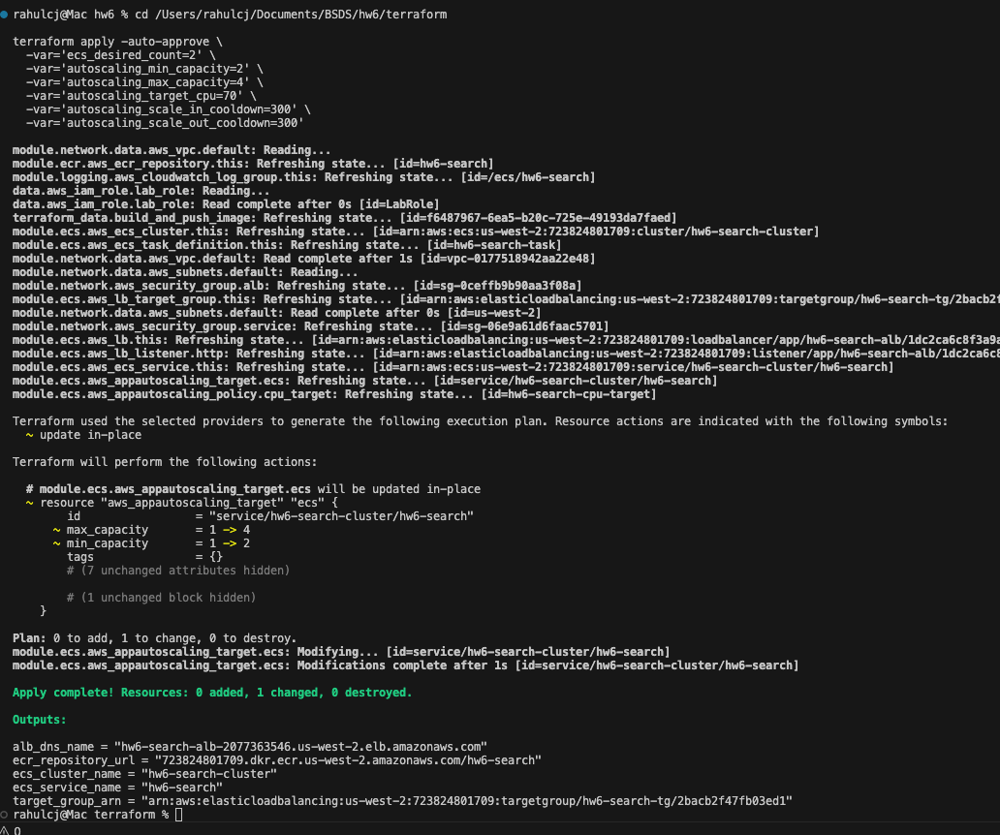 rahulcj@Mac hw6 % cd /Users/rahulcj/Documents/BSDS/hw6/terraform
terraform apply -auto-approve \
-var='ecs_desired_count=2' \
-var='autoscaling_min_capacity=2' \
-var='autoscaling_max_capacity=4' \
-var='autoscaling_target_cpu=70' \
-var='autoscaling_scale_in_cooldown=300' \
-var='autoscaling_scale_out_cooldown=300'
module.network.data.aws_vpc.default: Reading...
module.ecr.aws_ecr_repository.this: Refreshing state... [id=hw6-search]
module.logging.aws_cloudwatch_log_group.this: Refreshing state... [id=/ecs/hw6-search]
data.aws_iam_role.lab_role: Reading...
data.aws_iam_role.lab_role: Read complete after 0s [id=LabRole]
terraform_data.build_and_push_image: Refreshing state... [id=f6487967-6ea5-b20c-725e-49193da7faed]
module.ecs.aws_ecs_cluster.this: Refreshing state... [id=arn:aws:ecs:us-west-2:723824801709:cluster/hw6-search-cluster]
module.ecs.aws_ecs_task_definition.this: Refreshing state... [id=hw6-search-task]
module.network.data.aws_vpc.default: Read complete after 1s [id=vpc-0177518942aa22e48]
module.network.data.aws_subnets.default: Reading...
module.network.aws_security_group.alb: Refreshing state... [id=sg-0ceffb9b90aa3f08a]
module.ecs.aws_lb_target_group.this: Refreshing state... [id=arn:aws:elasticloadbalancing:us-west-2:723824801709:targetgroup/hw6-search-tg/2bacb2f
module.network.data.aws_subnets.default: Read complete after 0s [id=us-west-2]
module.network.aws_security_group.service: Refreshing state... [id=sg-06e9a61d6faac5701]
module.ecs.aws_lb.this: Refreshing state... [id=arn:aws:elasticloadbalancing:us-west-2:723824801709:loadbalancer/app/hw6-search-alb/1dc2ca6c8f3a9a
module.ecs.aws_lb_listener.http: Refreshing state... [id=arn:aws:elasticloadbalancing:us-west-2:723824801709:listener/app/hw6-search-alb/1dc2ca6c8
module.ecs.aws_ecs_service.this: Refreshing state... [id=arn:aws:ecs:us-west-2:723824801709:service/hw6-search-cluster/hw6-search]
module.ecs.aws_appautoscaling_target.ecs: Refreshing state... [id=service/hw6-search-cluster/hw6-search]
module.ecs.aws_appautoscaling_policy.cpu_target: Refreshing state... [id=hw6-search-cpu-target]
Terraform used the selected providers to generate the following execution plan. Resource actions are indicated with the following symbols:
~ update in-place
Terraform will perform the following actions:
# module.ecs.aws_appautoscaling_target.ecs will be updated in-place
~ resource "aws_appautoscaling_target" "ecs" {
id = "service/hw6-search-cluster/hw6-search"
~ max_capacity = 1 -> 4
~ min_capacity = 1 -> 2
tags = {}
# (7 unchanged attributes hidden)
# (1 unchanged block hidden)
}
Plan: 0 to add, 1 to change, 0 to destroy.
module.ecs.aws_appautoscaling_target.ecs: Modifying... [id=service/hw6-search-cluster/hw6-search]
module.ecs.aws_appautoscaling_target.ecs: Modifications complete after 1s [id=service/hw6-search-cluster/hw6-search]
Apply complete! Resources: 0 added, 1 changed, 0 destroyed.
Outputs:
alb_dns_name = "hw6-search-alb-2077363546.us-west-2.elb.amazonaws.com"
ecr_repository_url = "723824801709.dkr.ecr.us-west-2.amazonaws.com/hw6-search"
ecs_cluster_name = "hw6-search-cluster"
ecs_service_name = "hw6-search"
target_group_arn = "arn:aws:elasticloadbalancing:us-west-2:723824801709:targetgroup/hw6-search-tg/2bacb2f47fb03ed1"
rahulcj@Mac terraform %
0